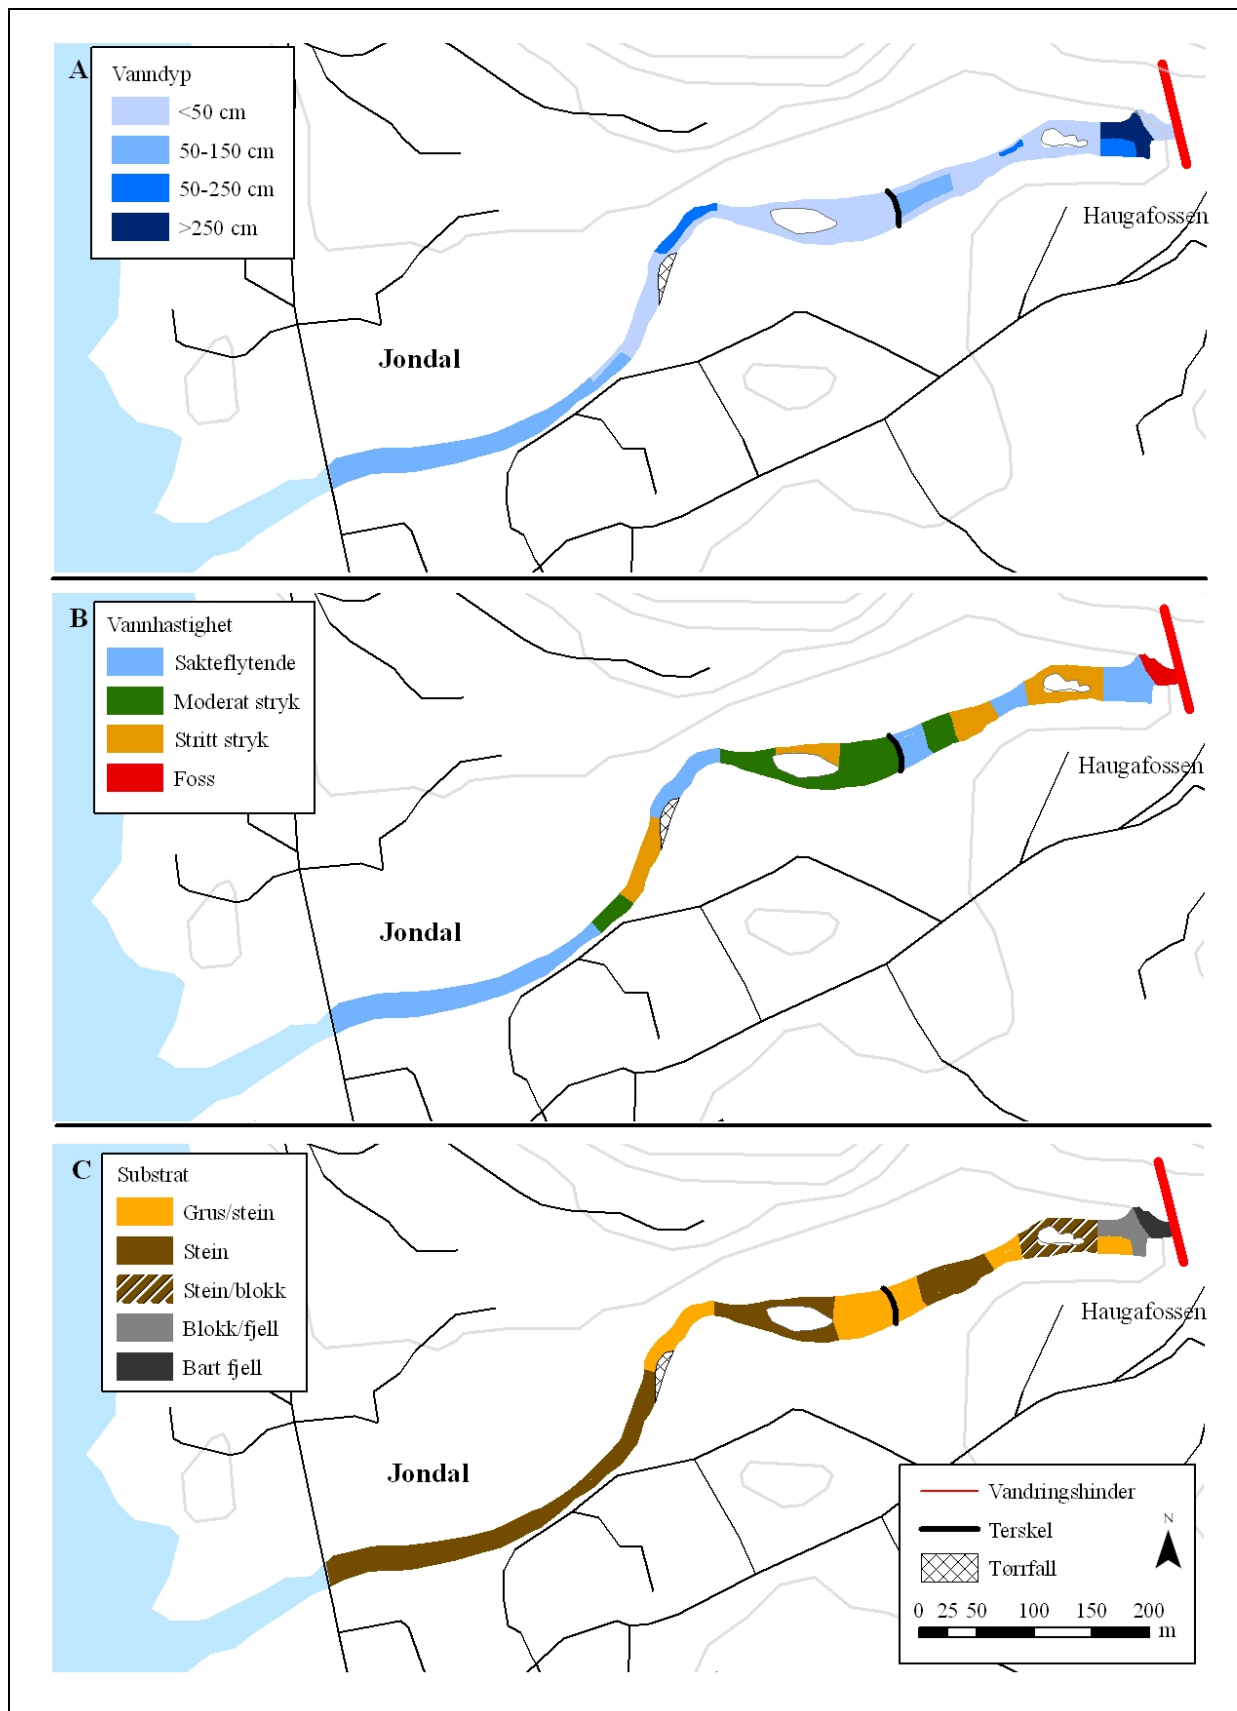 A
Vanndyp
<50 cm
50-150 cm
50-250 cm
>250 cm
Haugafossen
Jondal
B
Vannhastighet
Sakteflytende
Moderat stryk
Stritt stryk
Foss
Haugafossen
Jondal
C
Substrat
Grus/stein
Stein
Stein/blokk
Blokk/fjell
Bart fjell
Haugafossen
Jondal
Vandringshinder
Terskel
Tørrfall
N
0 25 50 100 150 200
m